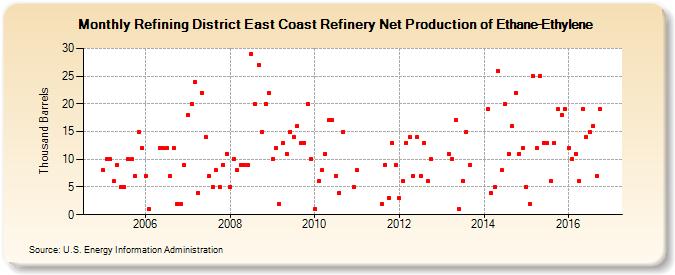 Monthly Refining District East Coast Refinery Net Production of Ethane-Ethylene
Thousand Barrels
30
25
20
15
10
5
0
2006 2008 2010 2012 2014 2016
Source: U.S. Energy Information Administration